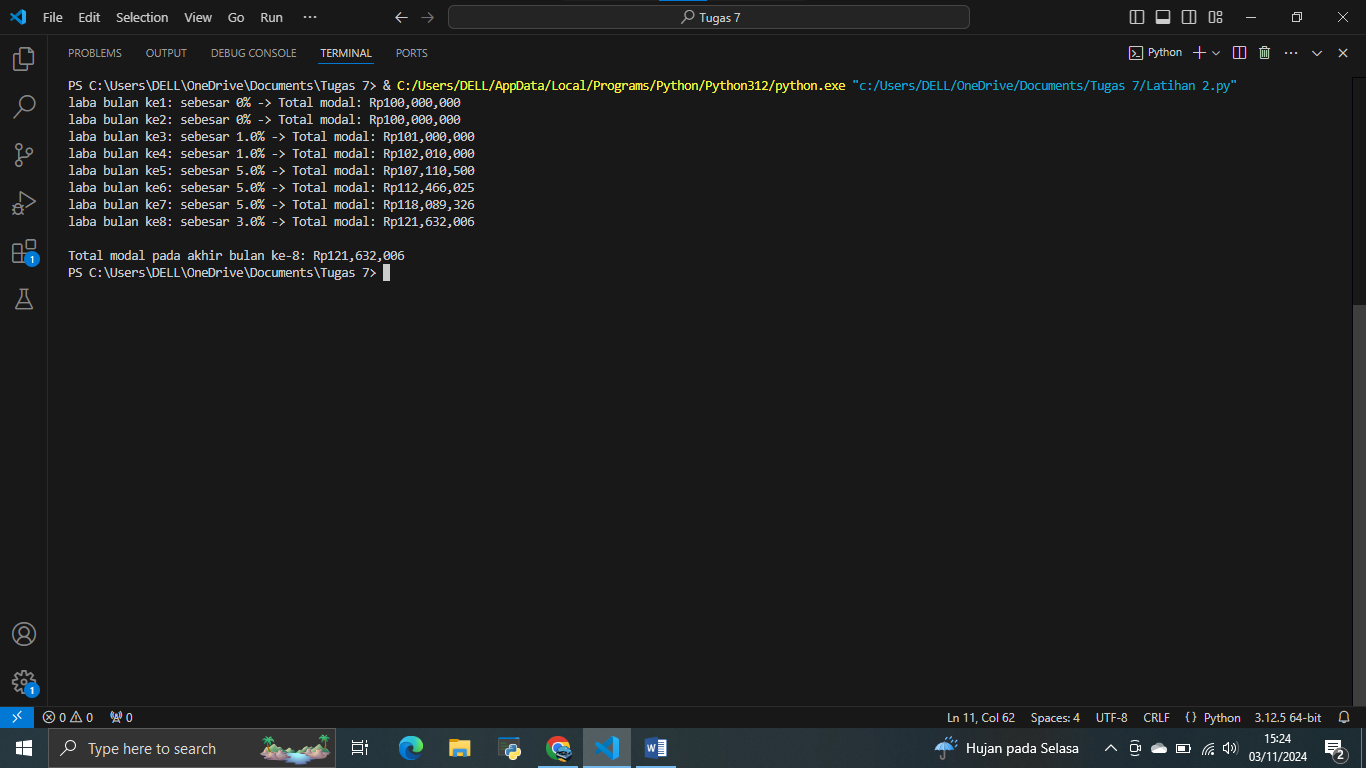 File Edit Selection View Go Run ··· Tugas 7
PROBLEMS OUTPUT DEBUG CONSOLE TERMINAL PORTS Python
PS C:\Users\DELL\OneDrive\Documents\Tugas 7> & C:/Users/DELL/AppData/Local/Programs/Python/Python312/python.exe "c:/Users/DELL/OneDrive/Documents/Tugas 7/Latihan 2.py"
laba bulan ke1: sebesar 0% -> Total modal: Rp100,000,000
laba bulan ke2: sebesar 0% -> Total modal: Rp100,000,000
laba bulan ke3: sebesar 1.0% -> Total modal: Rp101,000,000
laba bulan ke4: sebesar 1.0% -> Total modal: Rp102,010,000
laba bulan ke5: sebesar 5.0% -> Total modal: Rp107,110,500
laba bulan ke6: sebesar 5.0% -> Total modal: Rp112,466,025
laba bulan ke7: sebesar 5.0% -> Total modal: Rp118,089,326
laba bulan ke8: sebesar 3.0% -> Total modal: Rp121,632,006
Total modal pada akhir bulan ke-8: Rp121,632,006
PS C:\Users\DELL\OneDrive\Documents\Tugas 7>
1
1
0 0 0 Ln 11, Col 62 Spaces: 4 UTF-8 CRLF {} Python 3.12.5 64-bit
Type here to search Hujan pada Selasa 15:24
03/11/2024 2